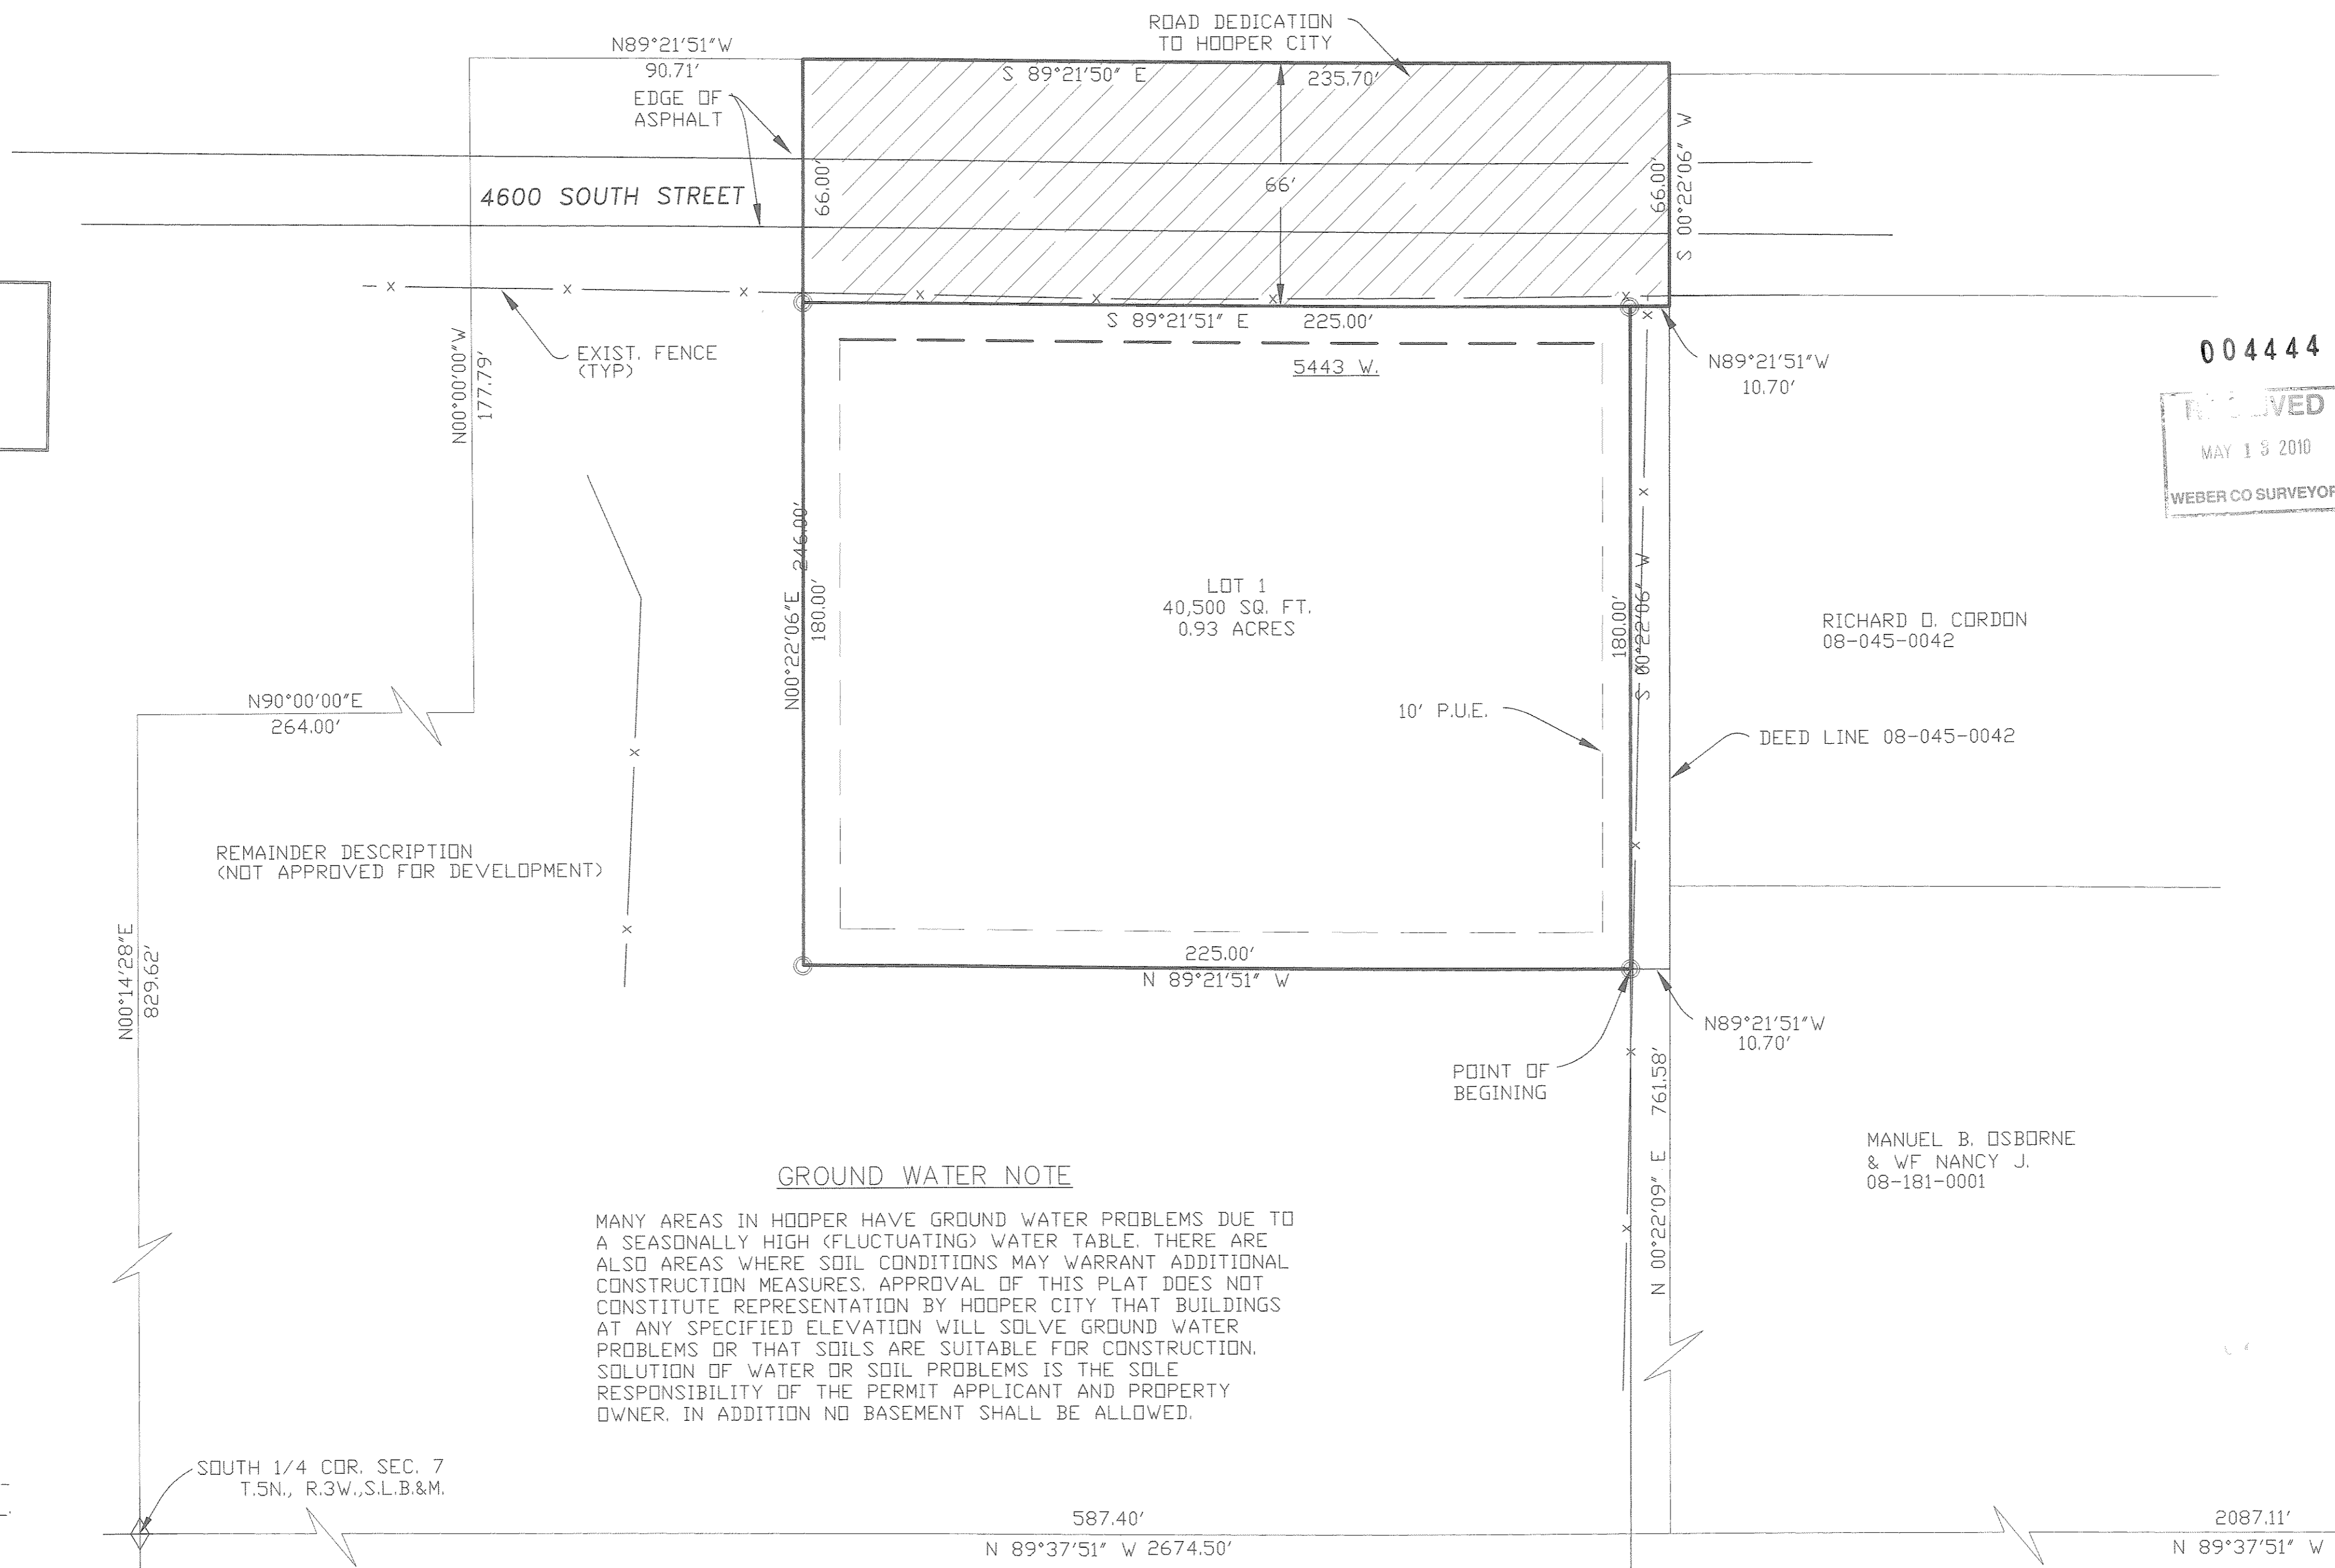 ROAD DEDICATION
TO HOOPER CITY
N89°21'51"W
90.71'
S 89°21'50" E 235.70'
EDGE OF
ASPHALT
66.00'
66'
66.00'
S 00°22'06" W
4600 SOUTH STREET
S 89°21'51" E 225.00'
5443 W.
EXIST. FENCE
(TYP)
N00°00'00"W
177.79'
N89°21'51"W
10.70'
004444
MAY 1 3 2010
WEBER CO SURVEYOR
N00°22'06"E 246.00'
180.00'
LOT 1
40,500 SQ. FT.
0.93 ACRES
180.00'
S 00°22'06" W
RICHARD O. CORDON
08-045-0042
N90°00'00"E
264.00'
10' P.U.E.
DEED LINE 08-045-0042
REMAINDER DESCRIPTION
(NOT APPROVED FOR DEVELOPMENT)
N00°14'28"E
829.62'
225.00'
N 89°21'51" W
N89°21'51"W
10.70'
POINT OF
BEGINING
N 00°22'09" E 761.58'
MANUEL B. OSBORNE
& WF NANCY J.
08-181-0001
GROUND WATER NOTE
MANY AREAS IN HOOPER HAVE GROUND WATER PROBLEMS DUE TO
A SEASONALLY HIGH (FLUCTUATING) WATER TABLE. THERE ARE
ALSO AREAS WHERE SOIL CONDITIONS MAY WARRANT ADDITIONAL
CONSTRUCTION MEASURES. APPROVAL OF THIS PLAT DOES NOT
CONSTITUTE REPRESENTATION BY HOOPER CITY THAT BUILDINGS
AT ANY SPECIFIED ELEVATION WILL SOLVE GROUND WATER
PROBLEMS OR THAT SOILS ARE SUITABLE FOR CONSTRUCTION.
SOLUTION OF WATER OR SOIL PROBLEMS IS THE SOLE
RESPONSIBILITY OF THE PERMIT APPLICANT AND PROPERTY
OWNER. IN ADDITION NO BASEMENT SHALL BE ALLOWED.
SOUTH 1/4 COR. SEC. 7
T.5N., R.3W.,S.L.B.&M.
587.40'
N 89°37'51" W 2674.50'
2087.11'
N 89°37'51" W